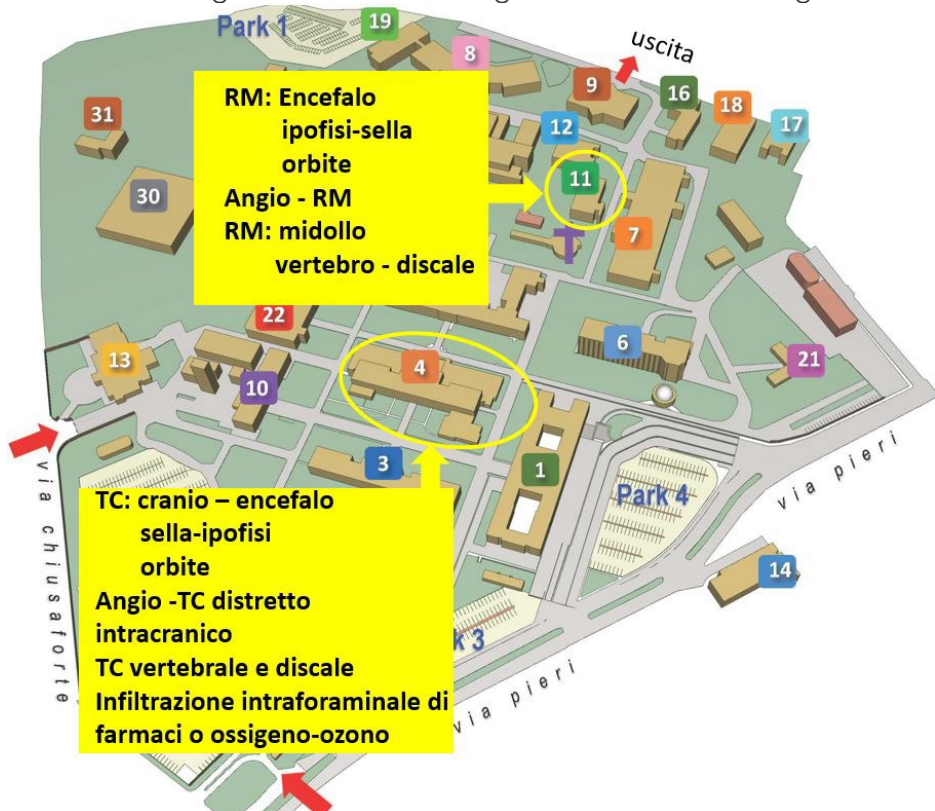 Park 1
19
8
uscita
9
16
18
17
31
12
30
11
7
RM: Encefalo
ipofisi-sella
orbite
Angio - RM
RM: midollo
vertebro - discale
T
22
13
4
6
21
10
3
1
Park 4
via pieri
14
via chiusaforte
TC: cranio – encefalo
sella-ipofisi
orbite
Angio -TC distretto
intracranico
TC vertebrale e discale
Infiltrazione intraforaminale di
farmaci o ossigeno-ozono
k 3
via pieri